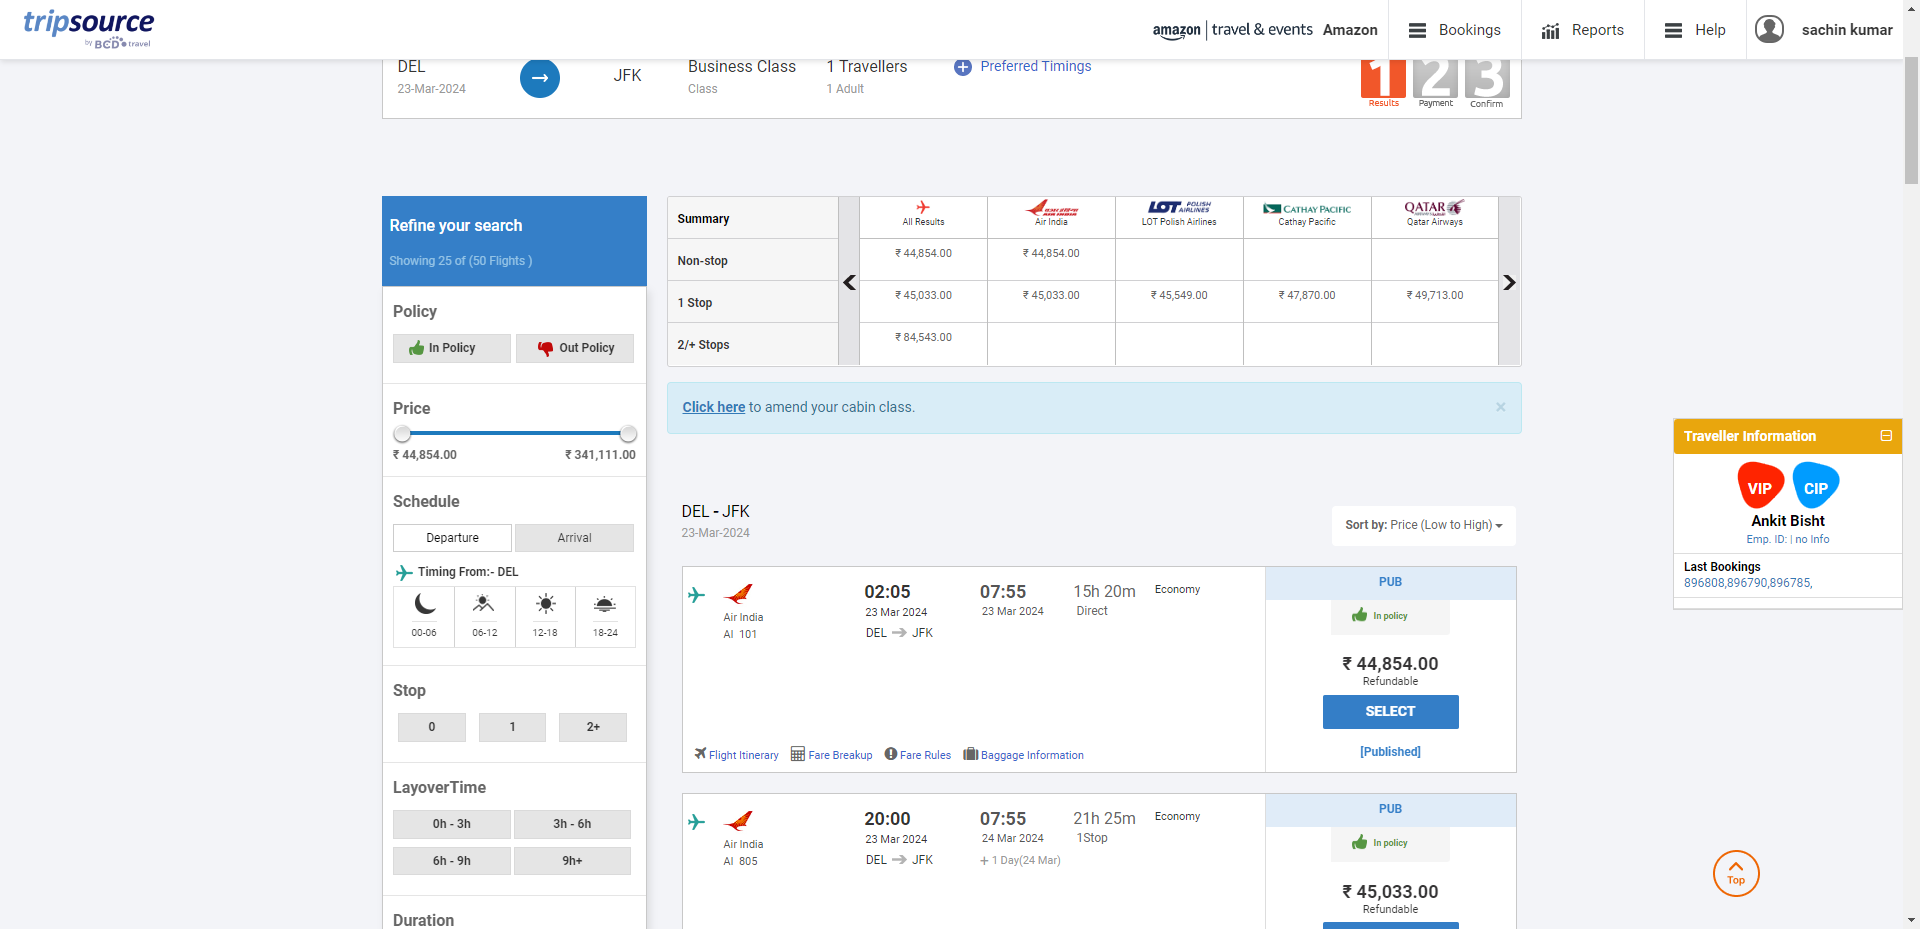 tripsource
by BCD travel
amazon | travel & events Amazon
Bookings
Reports
Help
sachin kumar
DEL
23-Mar-2024
JFK
Business Class
Class
1 Travellers
1 Adult
Preferred Timings
1 2 3
Results Payment Confirm
Refine your search
Showing 25 of (50 Flights )
Policy
In Policy
Out Policy
Price
₹ 44,854.00 ₹ 341,111.00
Schedule
Departure Arrival
Timing From:- DEL
00-06 06-12 12-18 18-24
Stop
0 1 2+
LayoverTime
0h - 3h 3h - 6h
6h - 9h 9h+
Duration
Summary
All Results
AIR INDIA
Air India
LOT POLISH AIRLINES
LOT Polish Airlines
CATHAY PACIFIC
Cathay Pacific
QATAR
Qatar Airways
Non-stop ₹ 44,854.00 ₹ 44,854.00
1 Stop ₹ 45,033.00 ₹ 45,033.00 ₹ 45,549.00 ₹ 47,870.00 ₹ 49,713.00
2/+ Stops ₹ 84,543.00
Click here to amend your cabin class. ×
DEL - JFK
23-Mar-2024
Sort by: Price (Low to High)
Air India
AI 101
02:05
23 Mar 2024
DEL JFK
07:55
23 Mar 2024
15h 20m
Direct
Economy
PUB
In policy
₹ 44,854.00
Refundable
SELECT
[Published]
Flight Itinerary Fare Breakup Fare Rules Baggage Information
Air India
AI 805
20:00
23 Mar 2024
DEL JFK
07:55
24 Mar 2024
+ 1 Day(24 Mar)
21h 25m
1Stop
Economy
PUB
In policy
₹ 45,033.00
Refundable
Traveller Information
VIP CIP
Ankit Bisht
Emp. ID: | no Info
Last Bookings
896808,896790,896785,
Top